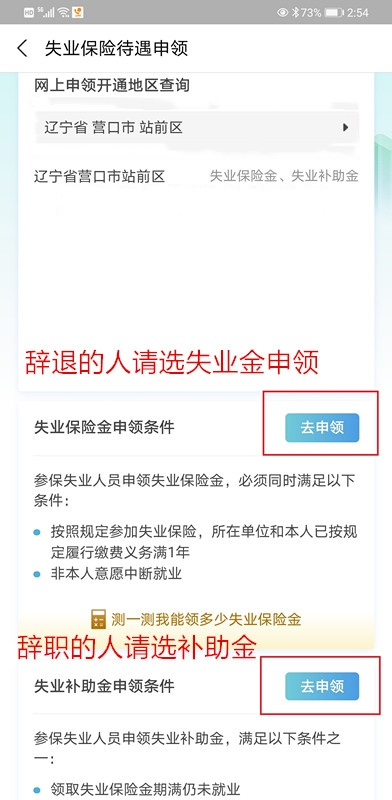 HD 5G 73% 2:54
失业保险待遇申领
网上申领开通地区查询
辽宁省 营口市 站前区
辽宁省营口市站前区 失业保险金、失业补助金
辞退的人请选失业金申领
失业保险金申领条件 去申领
参保失业人员申领失业保险金，必须同时满足以下
条件：
按照规定参加失业保险，所在单位和本人已按规
定履行缴费义务满1年
非本人意愿中断就业
测一测我能领多少失业保险金
辞职的人请选补助金
失业补助金申领条件 去申领
参保失业人员申领失业补助金，满足以下条件之
一：
领取失业保险金期满仍未就业